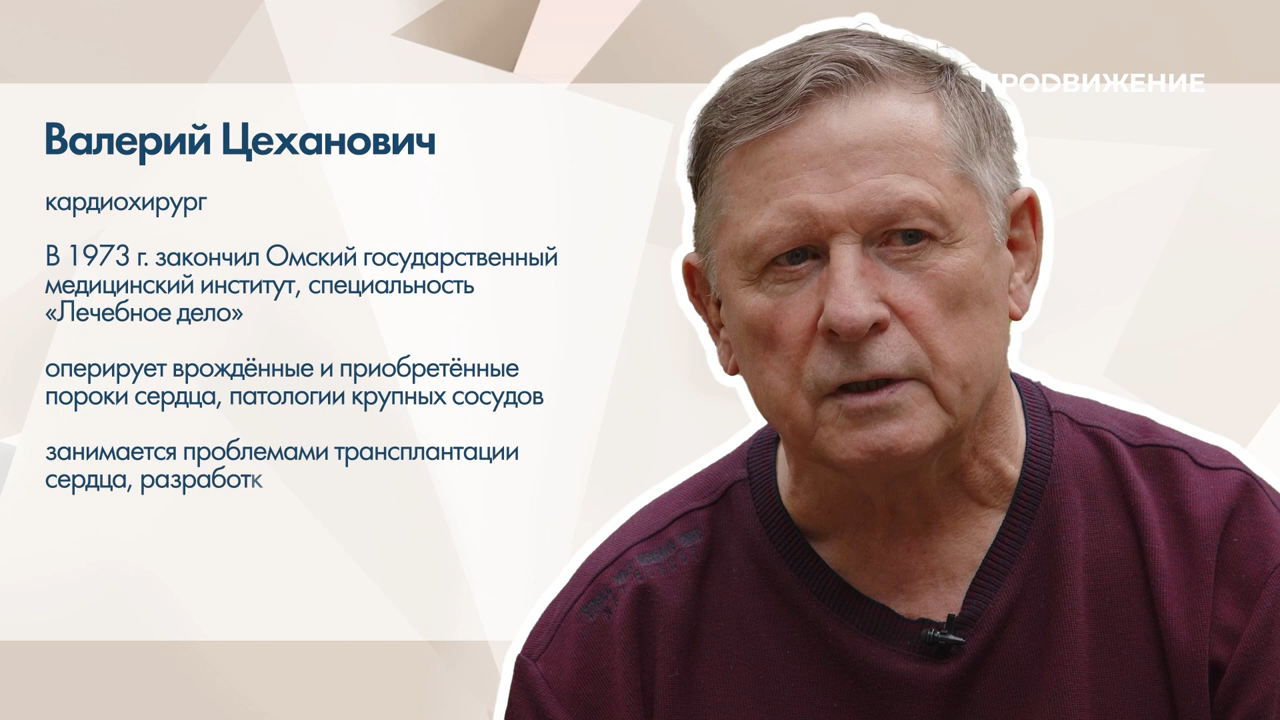 ПРОDВИЖЕНИЕ
Валерий Цеханович
кардиохирург
В 1973 г. закончил Омский государственный
медицинский институт, специальность
«Лечебное дело»
оперирует врождённые и приобретённые
пороки сердца, патологии крупных сосудов
занимается проблемами трансплантации
сердца, разработк